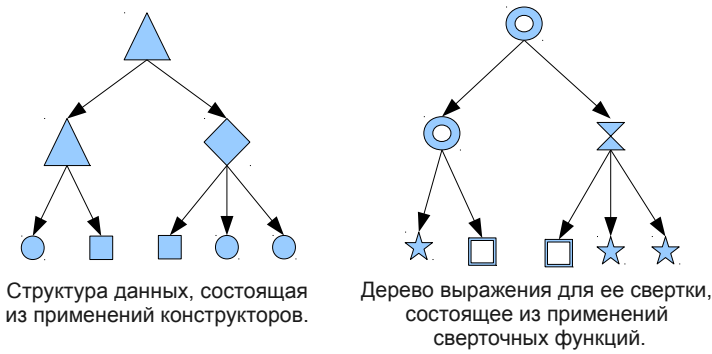 Структура данных, состоящая
из применений конструкторов.
Дерево выражения для ее свертки,
состоящее из применений
сверточных функций.